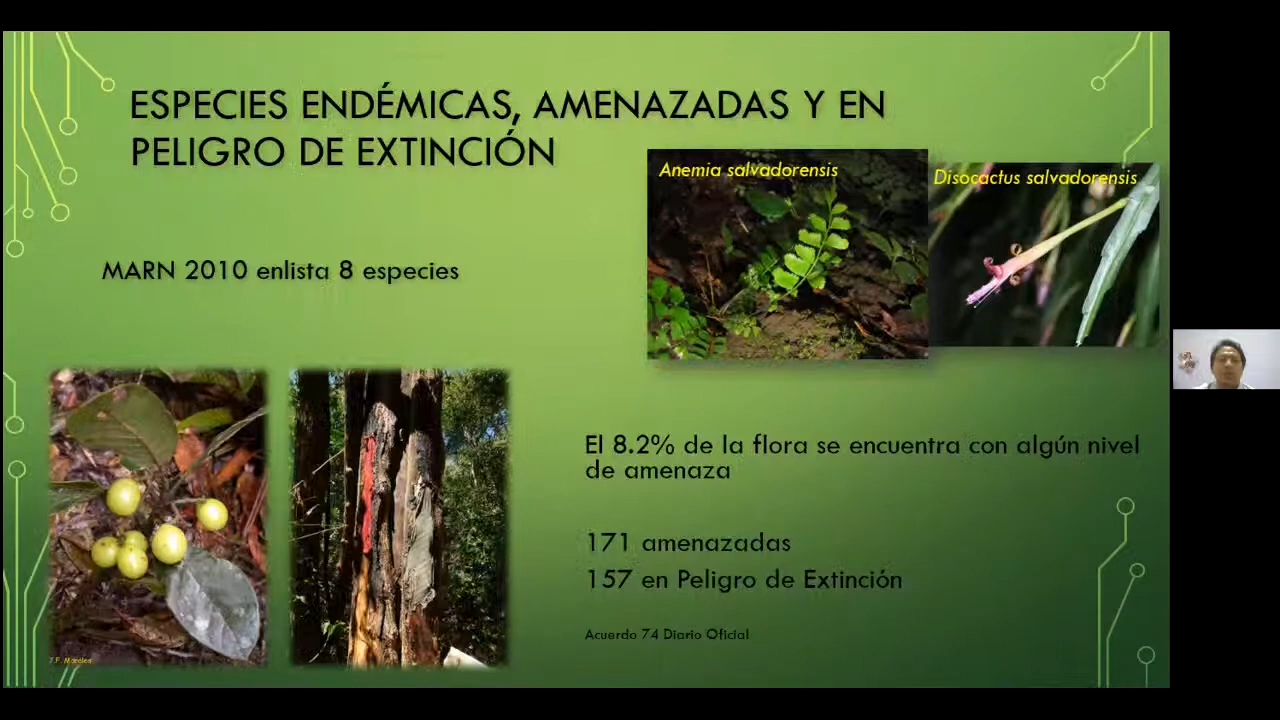 ESPECIES ENDÉMICAS, AMENAZADAS Y EN
PELIGRO DE EXTINCIÓN
Anemia salvadorensis
Disocactus salvadorensis
MARN 2010 enlista 8 especies
El 8.2% de la flora se encuentra con algún nivel
de amenaza
171 amenazadas
157 en Peligro de Extinción
Acuerdo 74 Diario Oficial
Morales